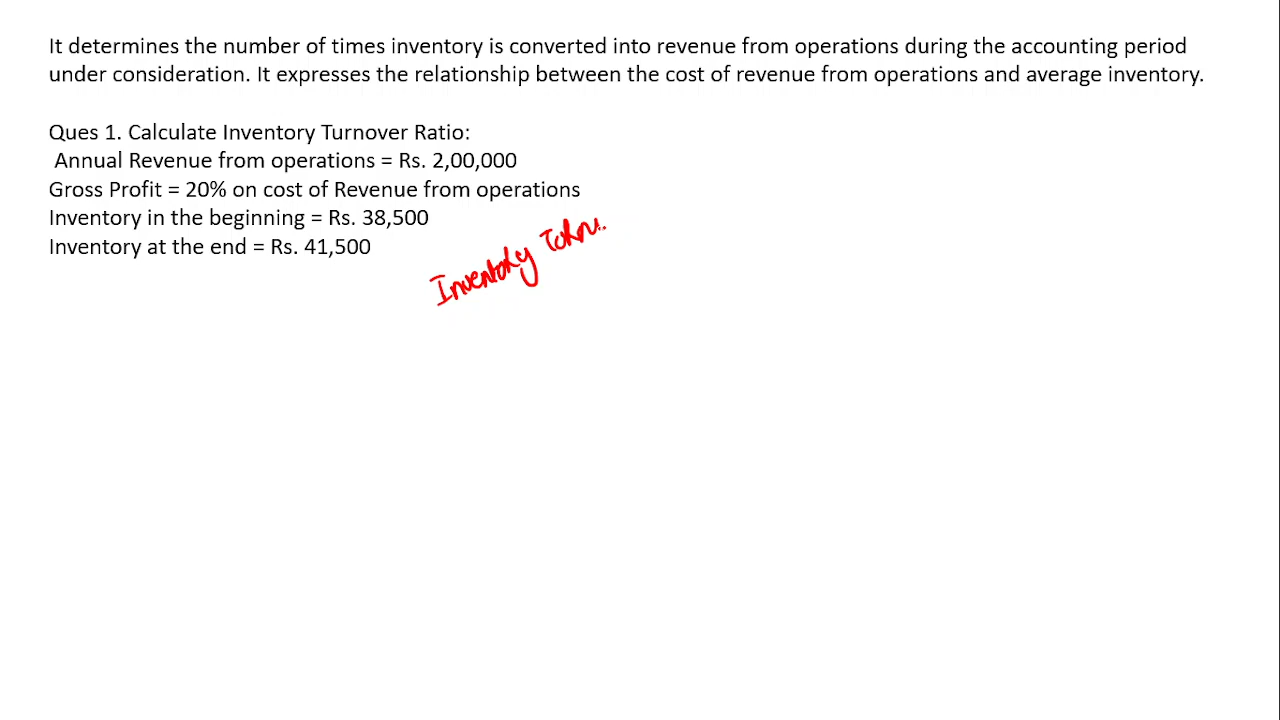 It determines the number of times inventory is converted into revenue from operations during the accounting period
under consideration. It expresses the relationship between the cost of revenue from operations and average inventory.
Ques 1. Calculate Inventory Turnover Ratio:
Annual Revenue from operations = Rs. 2,00,000
Gross Profit = 20% on cost of Revenue from operations
Inventory in the beginning = Rs. 38,500
Inventory at the end = Rs. 41,500
Inventory